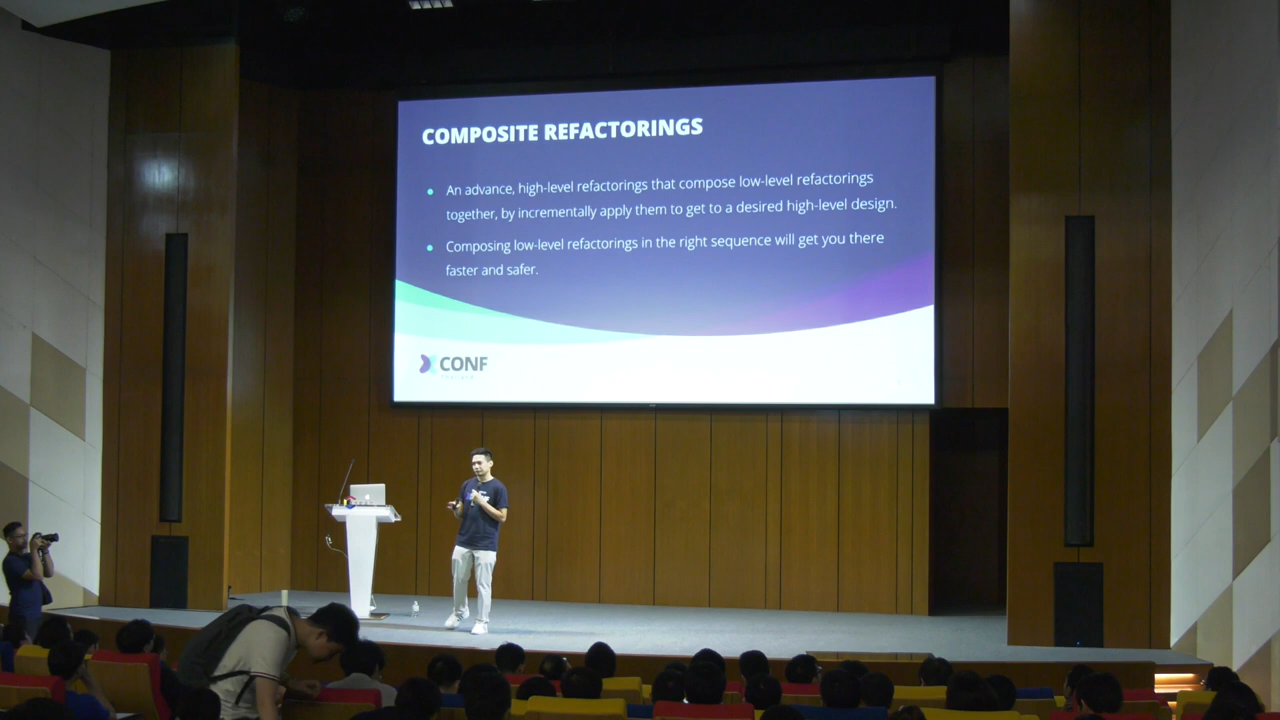 COMPOSITE REFACTORINGS
An advance, high-level refactorings that compose low-level refactorings
together, by incrementally apply them to get to a desired high-level design.
Composing low-level refactorings in the right sequence will get you there
faster and safer.
CONF